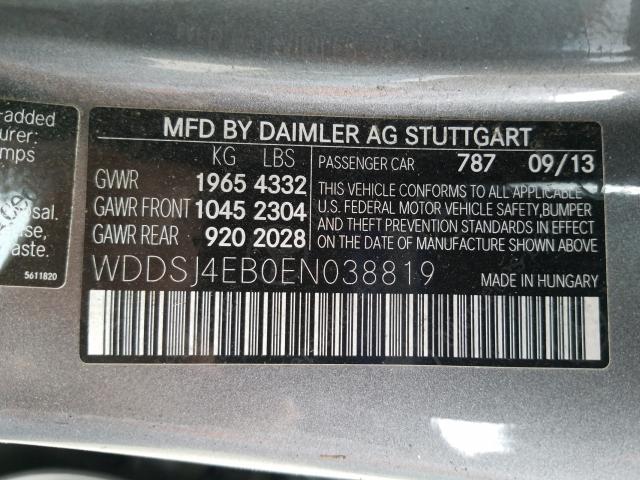 -added
urer:
mps
sal.
use,
aste.
5611820
MFD BY DAIMLER AG STUTTGART
KG LBS
GVWR 1965 4332
GAWR FRONT 1045 2304
GAWR REAR 920 2028
PASSENGER CAR 787 09/13
THIS VEHICLE CONFORMS TO ALL APPLICABLE
U.S. FEDERAL MOTOR VEHICLE SAFETY, BUMPER
AND THEFT PREVENTION STANDARDS IN EFFECT
ON THE DATE OF MANUFACTURE SHOWN ABOVE.
WDDSJ4EB0EN038819
MADE IN HUNGARY